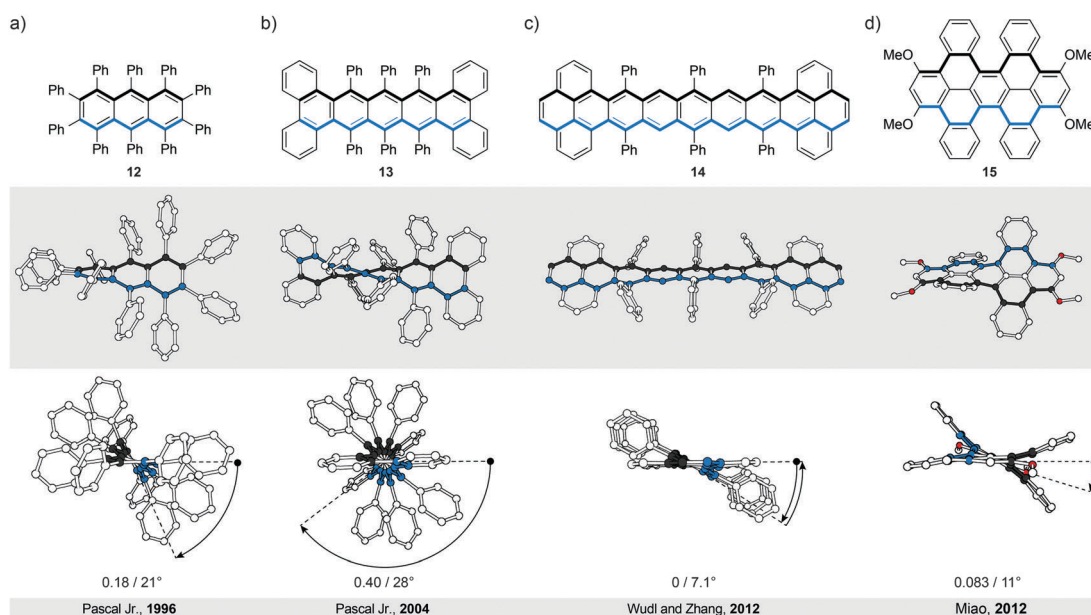 a)
b)
c)
d)
Ph Ph Ph
Ph Ph
Ph Ph
Ph Ph Ph
12
Ph Ph Ph
Ph Ph Ph
13
Ph Ph Ph
Ph Ph Ph
14
MeO OMe
MeO OMe
15
0.18 / 21°
0.40 / 28°
0 / 7.1°
0.083 / 11°
Pascal Jr., 1996
Pascal Jr., 2004
Wudl and Zhang, 2012
Miao, 2012